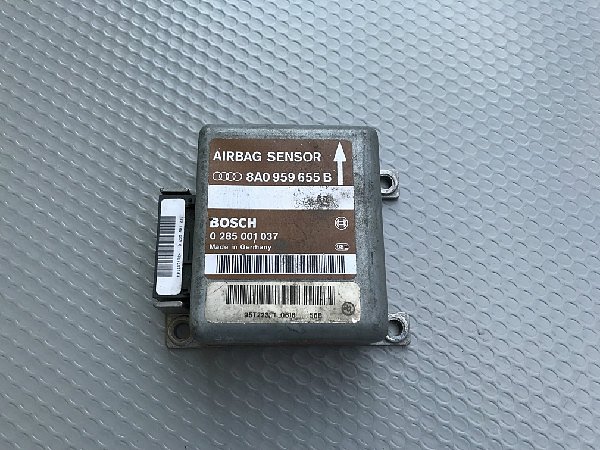 AIRBAG SENSOR
8A0 959 655 B
BOSCH
0 285 001 037
Made in Germany